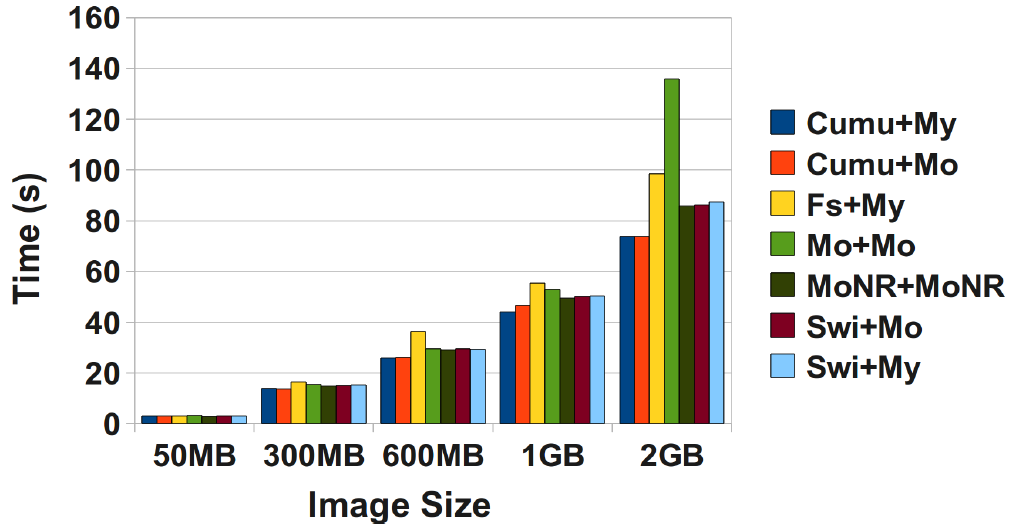 160
140
120
100
80
60
40
20
0
Time (s)
50MB 300MB 600MB 1GB 2GB
Image Size
Cumu+My
Cumu+Mo
Fs+My
Mo+Mo
MoNR+MoNR
Swi+Mo
Swi+My